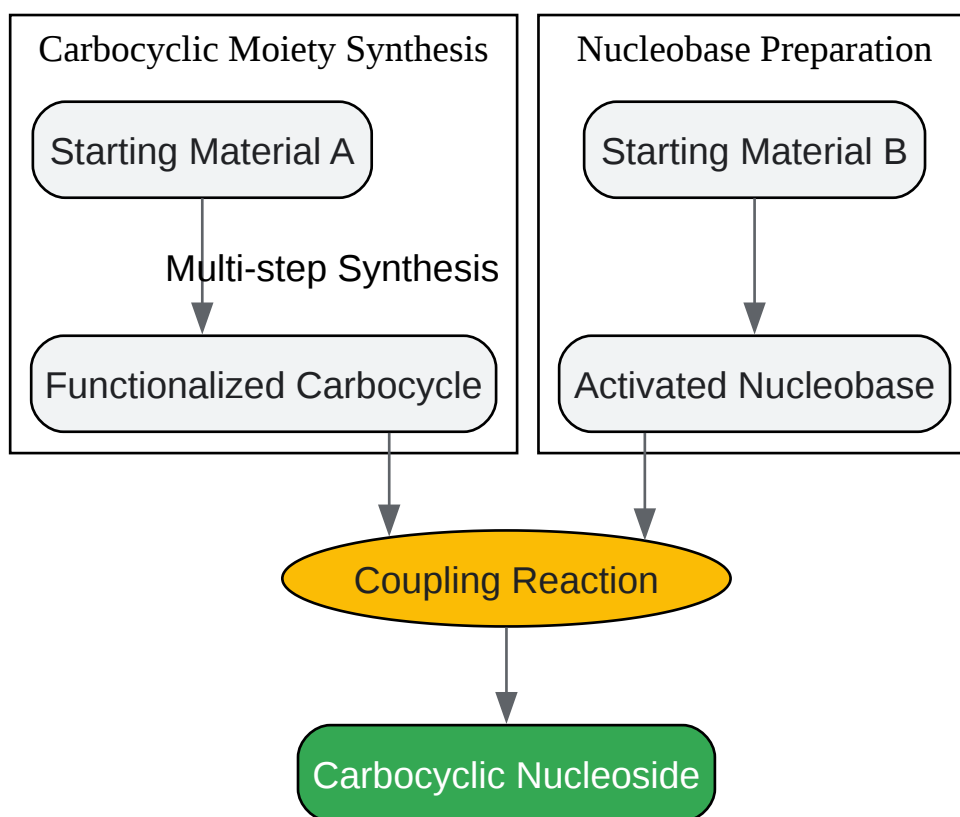 Carbocyclic Moiety Synthesis
Starting Material A
Multi-step Synthesis
Functionalized Carbocycle
Nucleobase Preparation
Starting Material B
Activated Nucleobase
Coupling Reaction
Carbocyclic Nucleoside